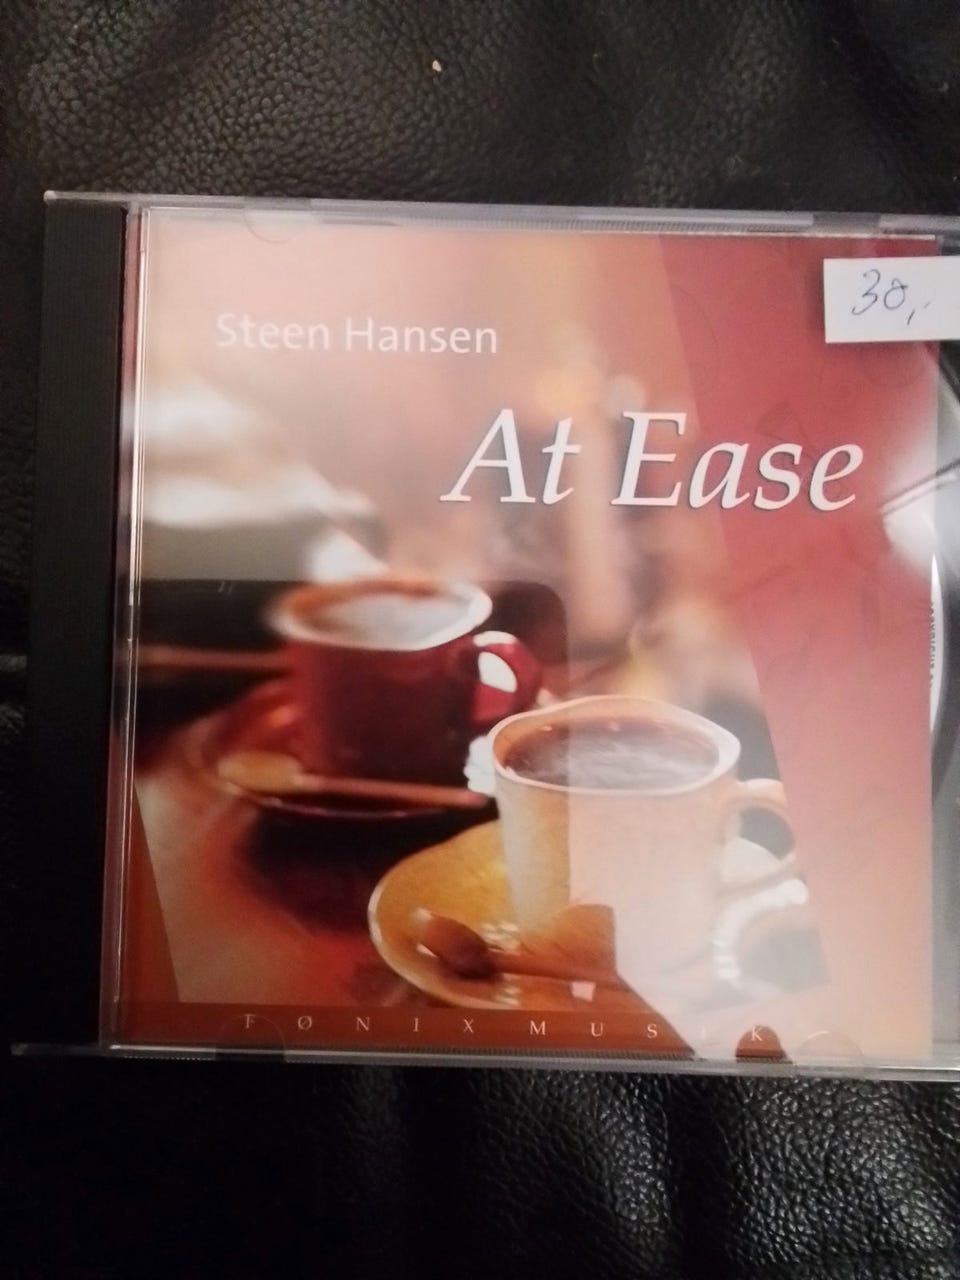 30,-
Steen Hansen
At Ease
FØNIX MUSIK